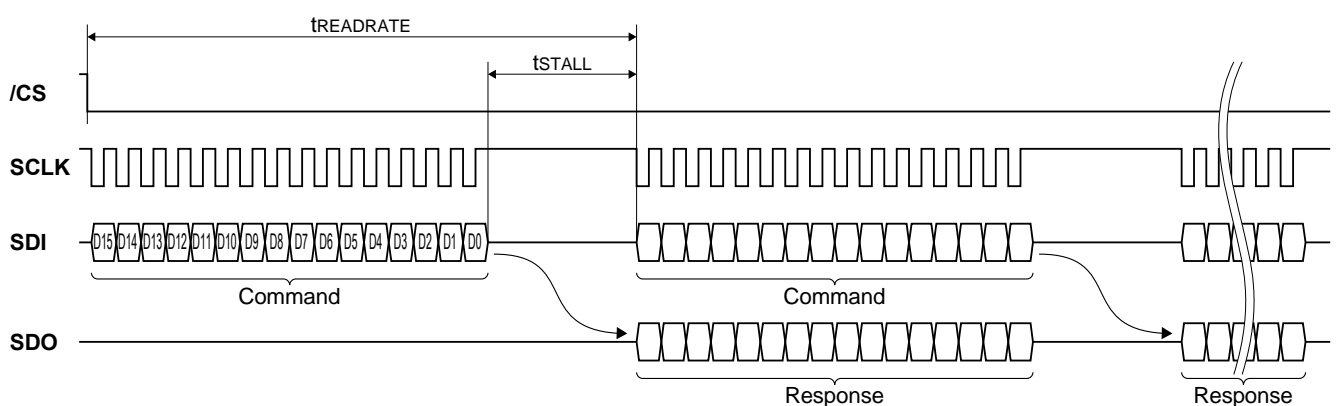 tREADRATE
tSTALL
/CS
SCLK
SDI D15 D14 D13 D12 D11 D10 D9 D8 D7 D6 D5 D4 D3 D2 D1 D0
Command Command
SDO
Response Response